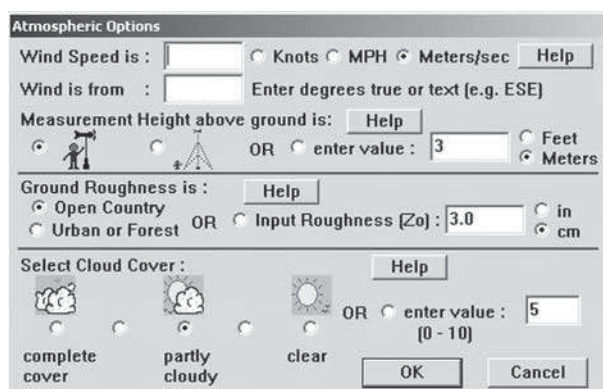 Atmospheric Options
Wind Speed is : Knots MPH Meters/sec Help
Wind is from : Enter degrees true or text (e.g. ESE)
Measurement Height above ground is: Help
OR enter value : 3 Feet
Meters
Ground Roughness is : Help
Open Country
OR Input Roughness (Zo) : 3.0 in
Urban or Forest cm
Select Cloud Cover : Help
OR enter value : 5
(0 - 10)
complete cover
partly cloudy
clear
OK Cancel